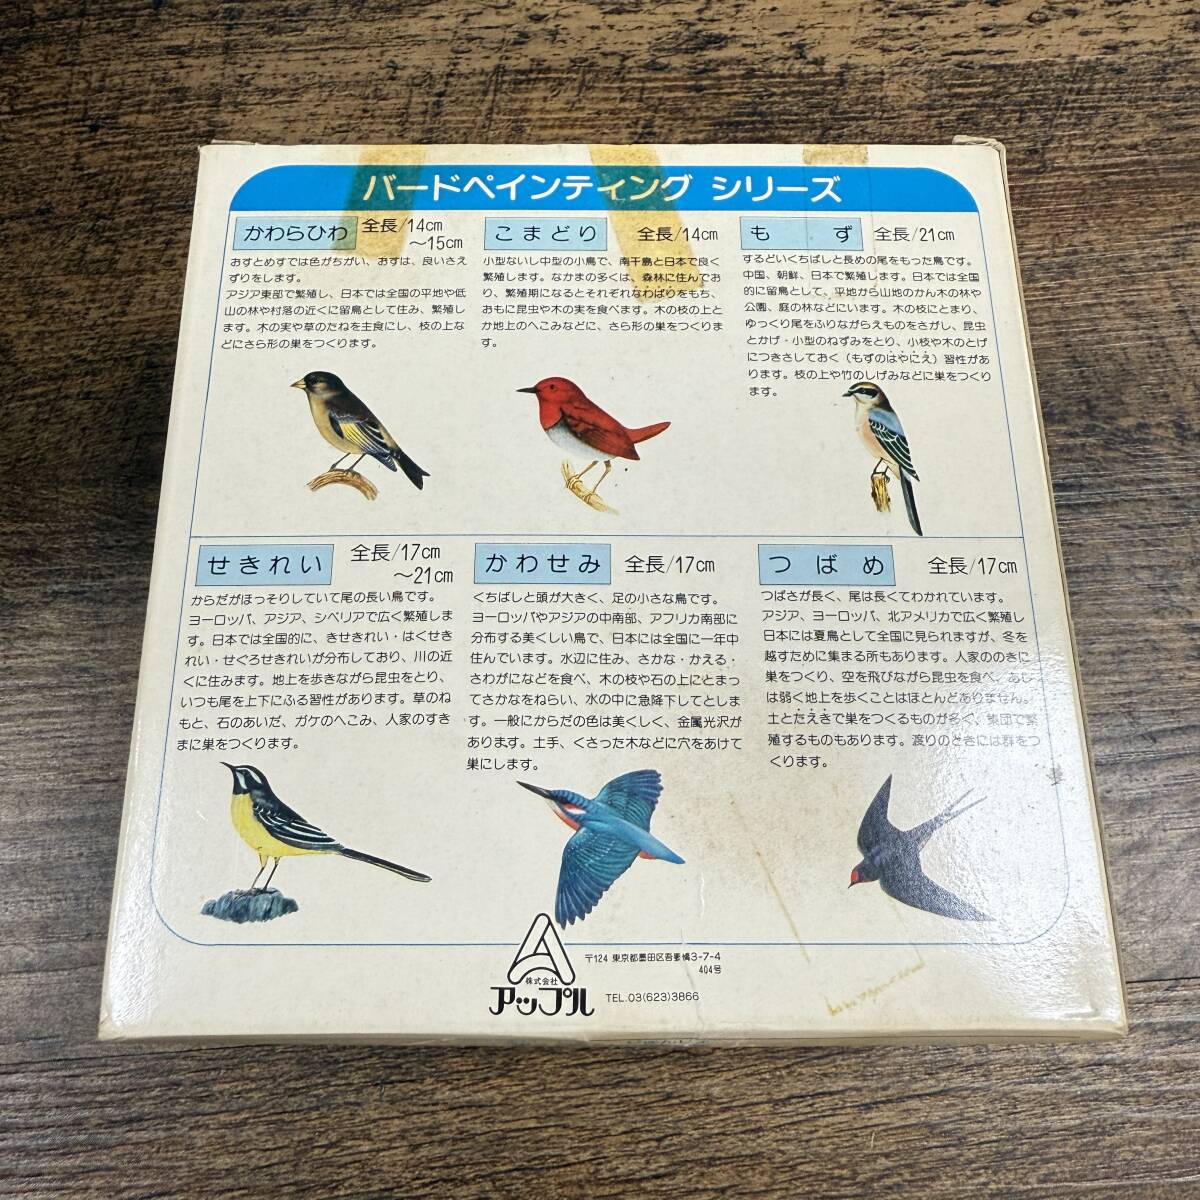 バードペインティング シリーズ
かわらひわ 全長/14cm
～15cm
おすとめすでは色がちがい、おすは、良いさえ
ずりをします。
アジア東部で繁殖し、日本では全国の平地や低
山の林や村落の近くに留鳥として住み、繁殖し
ます。木の実や草のたねを主食にし、枝の上な
どにさら形の巣をつくります。
こまどり 全長/14cm
小型ないし中型の小鳥で、南千島と日本で良く
繁殖します。なかまの多くは、森林に住んでお
り、繁殖期になるとそれぞれなわばりをもち、
おもに昆虫や木の実を食べます。木の枝の上と
か地上のへこみなどに、さら形の巣をつくりま
す。
もず 全長/21cm
するどいくちばしと長めの尾をもった鳥です。
中国、朝鮮、日本で繁殖します。日本では全国
的に留鳥として、平地から山地のかん木の林や
公園、庭の林などにいます。木の枝にとまり、
ゆっくり尾をふりながらえものをさがし、昆虫
とかげ・小型のねずみをとり、小枝や木のとげ
につきさしておく(もずのはやにえ)習性があ
ります。枝の上や竹のしげみなどに巣をつくり
ます。
せきれい 全長/17cm
～21cm
からだがほっそりしていて尾の長い鳥です。
ヨーロッパ、アジア、シベリアで広く繁殖しま
す。日本では全国的に、きせきれい・はくせき
れい・せぐろせきれいが分布しており、川の近
くに住みます。地上を歩きながら昆虫をとり、
いつも尾を上下にふる習性があります。草のね
もと、石のあいだ、ガケのへこみ、人家のすき
まに巣をつくります。
かわせみ 全長/17cm
くちばしと頭が大きく、足の小さな鳥です。
ヨーロッパやアジアの中南部、アフリカ南部に
分布する美くしい鳥で、日本には全国に一年中
住んでいます。水辺に住み、さかな・かえる・
さわがになどを食べ、木の枝や石の上にとまっ
てさかなをねらい、水の中に急降下してとしま
す。一般にからだの色は美くしく、金属光沢が
あります。土手、くさった木などに穴をあけて
巣にします。
つばめ 全長/17cm
つばさが長く、尾は長くてわかれています。
アジア、ヨーロッパ、北アメリカで広く繁殖し
日本には夏鳥として全国に見られますが、冬を
越すために集まる所もあります。人家ののきに
巣をつくり、空を飛びながら昆虫を食べ、あし
は弱く地上を歩くことはほとんどありません。
土とだえきで巣をつくるものが多く、集団で繁
殖するものもあります。渡りのときには群をつ
くります。
A
株式会社
アップル
〒124 東京都墨田区吾妻橋3-7-4
404号
TEL.03(623)3866